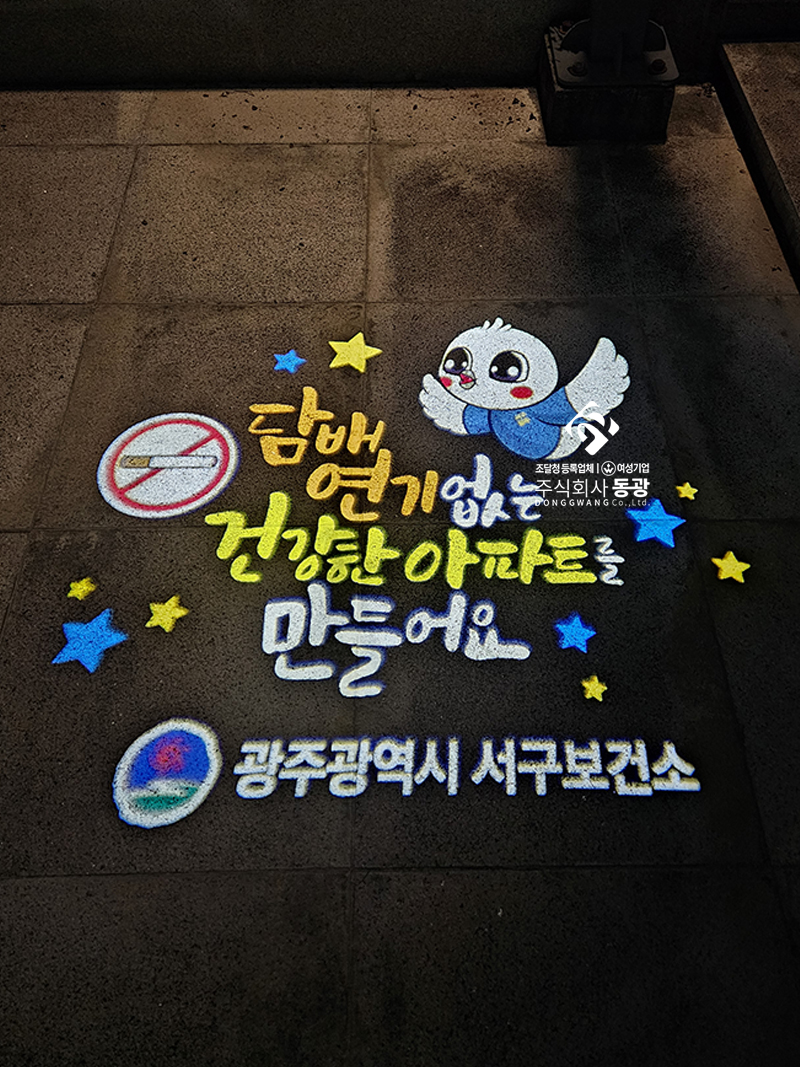 담배
연기없는
건강한 아파트를
만들어요
조달청 등록업체 | 여성기업
주식회사 동광
DONGGWANG Co., Ltd.
광주광역시 서구보건소